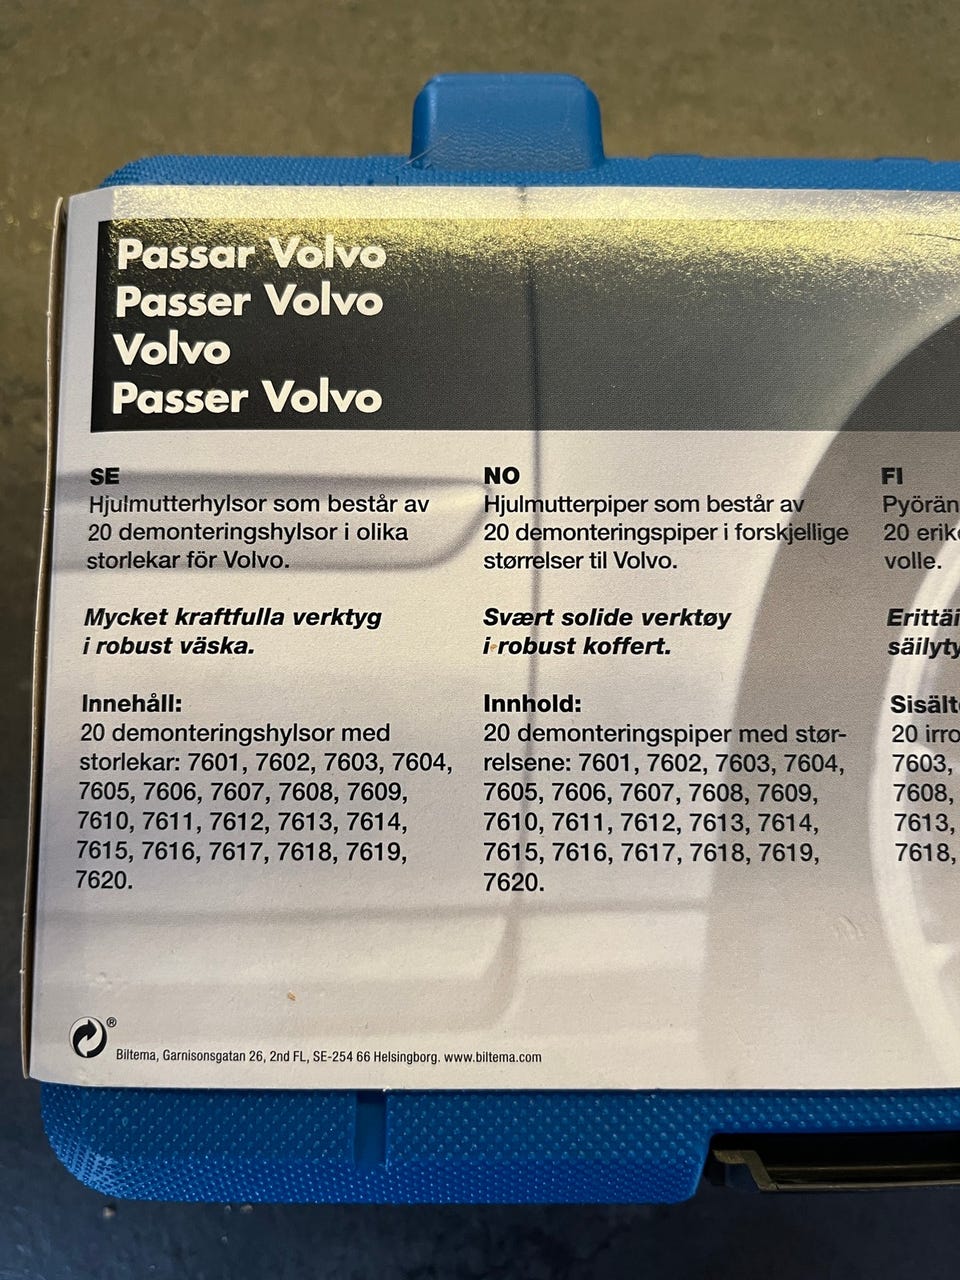 Passar Volvo
Passer Volvo
Volvo
Passer Volvo
SE
Hjulmutterhylsor som består av
20 demonteringshylsor i olika
storlekar för Volvo.
Mycket kraftfulla verktyg
i robust väska.
Innehåll:
20 demonteringshylsor med
storlekar: 7601, 7602, 7603, 7604,
7605, 7606, 7607, 7608, 7609,
7610, 7611, 7612, 7613, 7614,
7615, 7616, 7617, 7618, 7619,
7620.
NO
Hjulmutterpiper som består av
20 demonteringspiper i forskjellige
størrelser til Volvo.
Svært solide verktøy
i robust koffert.
Innhold:
20 demonteringspiper med stør-
relsene: 7601, 7602, 7603, 7604,
7605, 7606, 7607, 7608, 7609,
7610, 7611, 7612, 7613, 7614,
7615, 7616, 7617, 7618, 7619,
7620.
FI
20
volle.
20
7603,
7608,
7613,
7618,
®
Biltema, Garnisonsgatan 26, 2nd FL, SE-254 66 Helsingborg. www.biltema.com